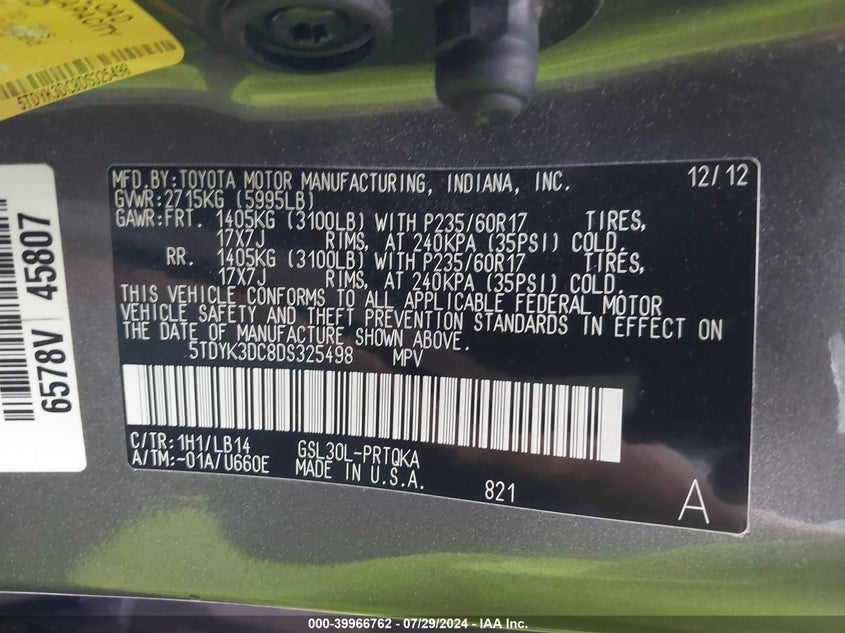 5TDYK3DC8DS325498
6578V 45807
MFD.BY:TOYOTA MOTOR MANUFACTURING, INDIANA, INC. 12/12
GVWR:2715KG (5995LB)
GAWR:FRT. 1405KG (3100LB) WITH P235/60R17 TIRES,
17X7J RIMS, AT 240KPA (35PSI) COLD.
RR. 1405KG (3100LB) WITH P235/60R17 TIRES,
17X7J RIMS, AT 240KPA (35PSI) COLD.
THIS VEHICLE CONFORMS TO ALL APPLICABLE FEDERAL MOTOR
VEHICLE SAFETY AND THEFT PREVENTION STANDARDS IN EFFECT ON
THE DATE OF MANUFACTURE SHOWN ABOVE.
5TDYK3DC8DS325498 MPV
C/TR:1H1/LB14 GSL30L-PRTQKA
A/TM:-01A/U660E MADE IN U.S.A.
821 A
000-39966762 / 07/29/2024 - IAA Inc.